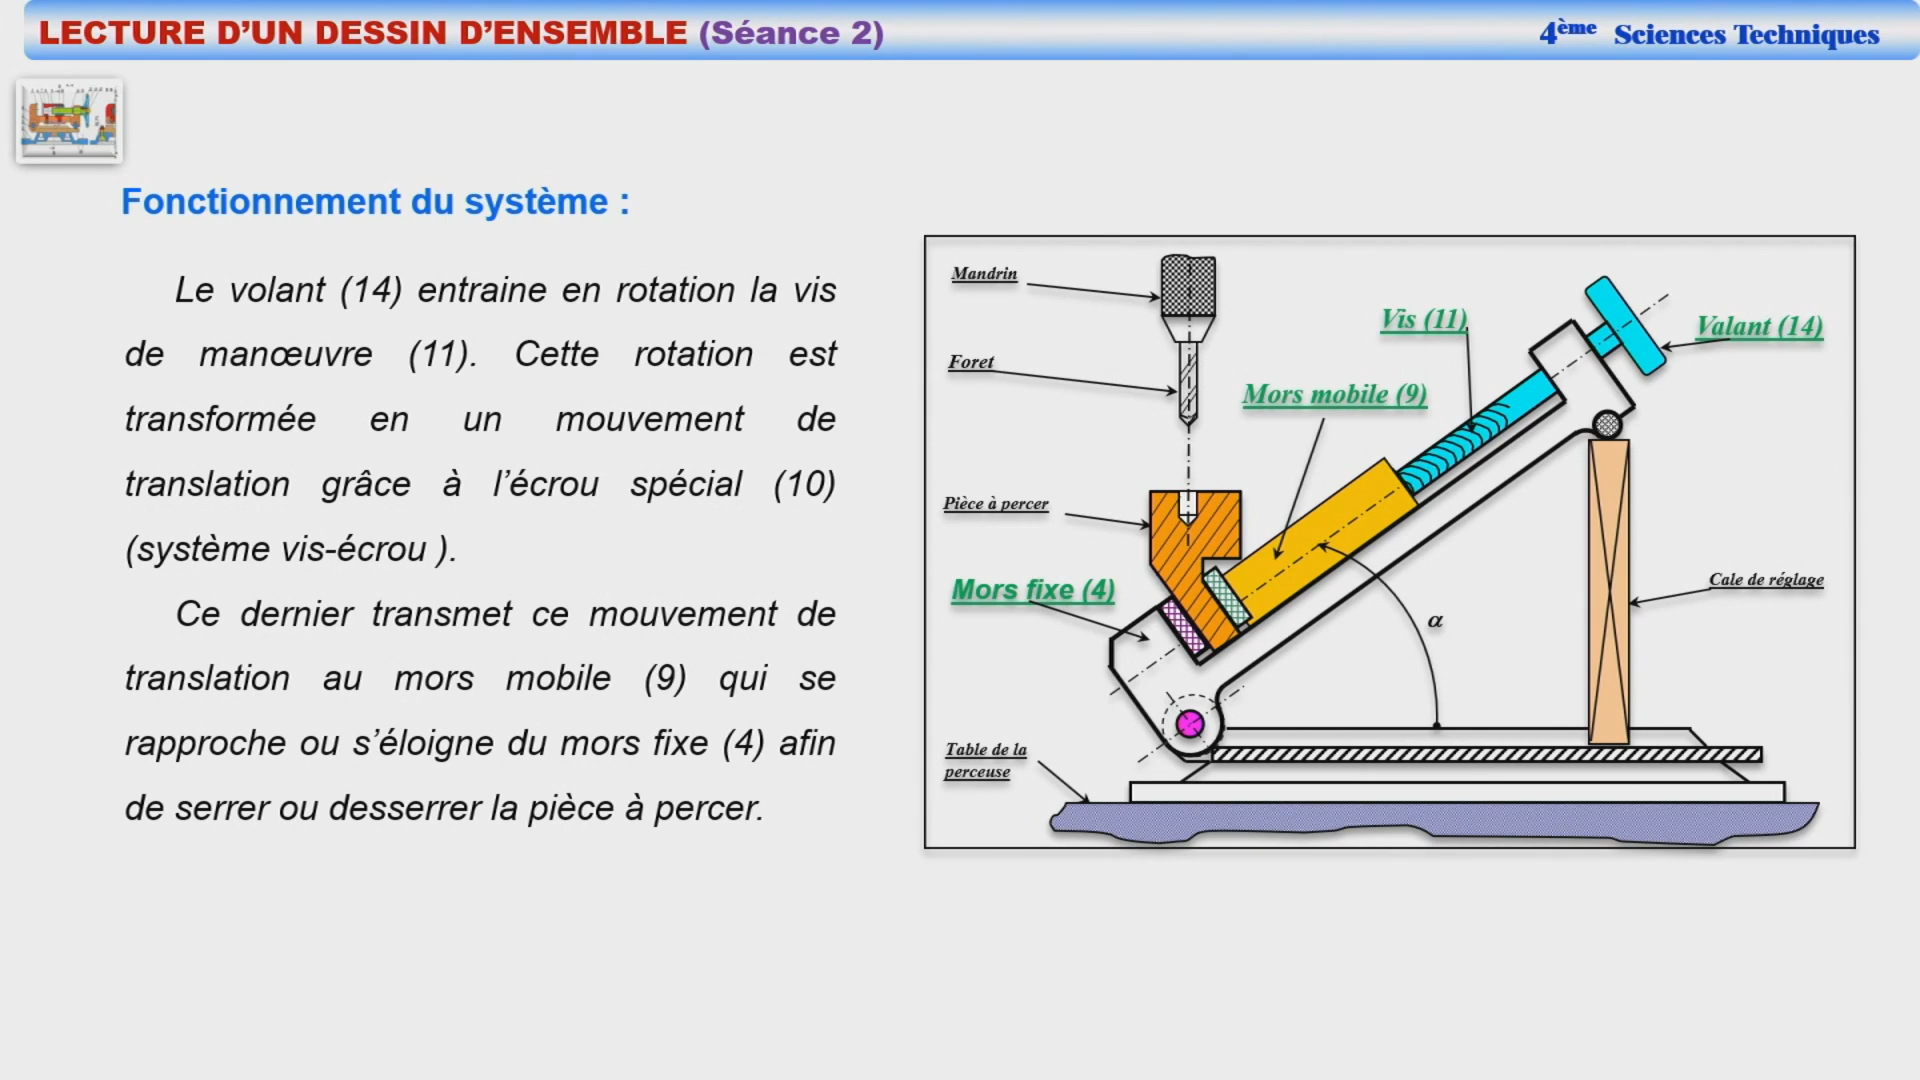 LECTURE D’UN DESSIN D’ENSEMBLE (Séance 2)
4ème Sciences Techniques
Fonctionnement du système :
Le volant (14) entraine en rotation la vis
de manœuvre (11). Cette rotation est
transformée en un mouvement de
translation grâce à l’écrou spécial (10)
(système vis-écrou ).
Ce dernier transmet ce mouvement de
translation au mors mobile (9) qui se
rapproche ou s’éloigne du mors fixe (4) afin
de serrer ou desserrer la pièce à percer.
Mandrin
Vis (11)
Valant (14)
Foret
Mors mobile (9)
Pièce à percer
Mors fixe (4)
Cale de réglage
α
Table de la
perceuse